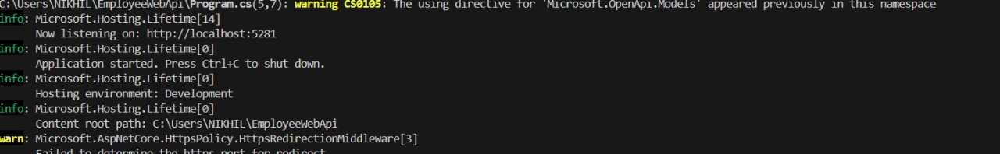 C:\Users\NIKHIL\EmployeeWebApi\Program.cs(5,7): warning CS0105: The using directive for 'Microsoft.OpenApi.Models' appeared previously in this namespace
info: Microsoft.Hosting.Lifetime[14]
Now listening on: http://localhost:5281
info: Microsoft.Hosting.Lifetime[0]
Application started. Press Ctrl+C to shut down.
info: Microsoft.Hosting.Lifetime[0]
Hosting environment: Development
info: Microsoft.Hosting.Lifetime[0]
Content root path: C:\Users\NIKHIL\EmployeeWebApi
warn: Microsoft.AspNetCore.HttpsPolicy.HttpsRedirectionMiddleware[3]
Failed to determine the https port for redirect.